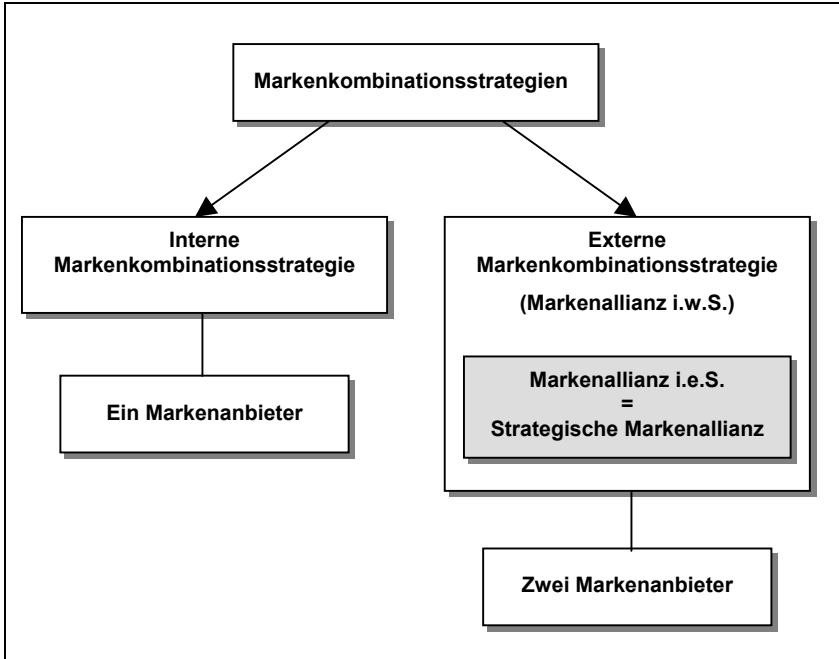 Markenkombinationsstrategien
Interne
Markenkombinationsstrategie
Ein Markenanbieter
Externe
Markenkombinationsstrategie
(Markenallianz i.w.S.)
Markenallianz i.e.S.
=
Strategische Markenallianz
Zwei Markenanbieter